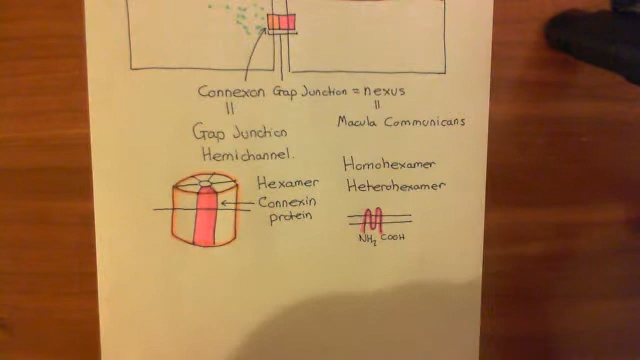 Connexon Gap Junction = nexus
=
=
Macula Communicans
Gap Junction
Hemichannel.
Homohexamer
Heterohexamer
Hexamer
Connexin
protein
NH2 COOH